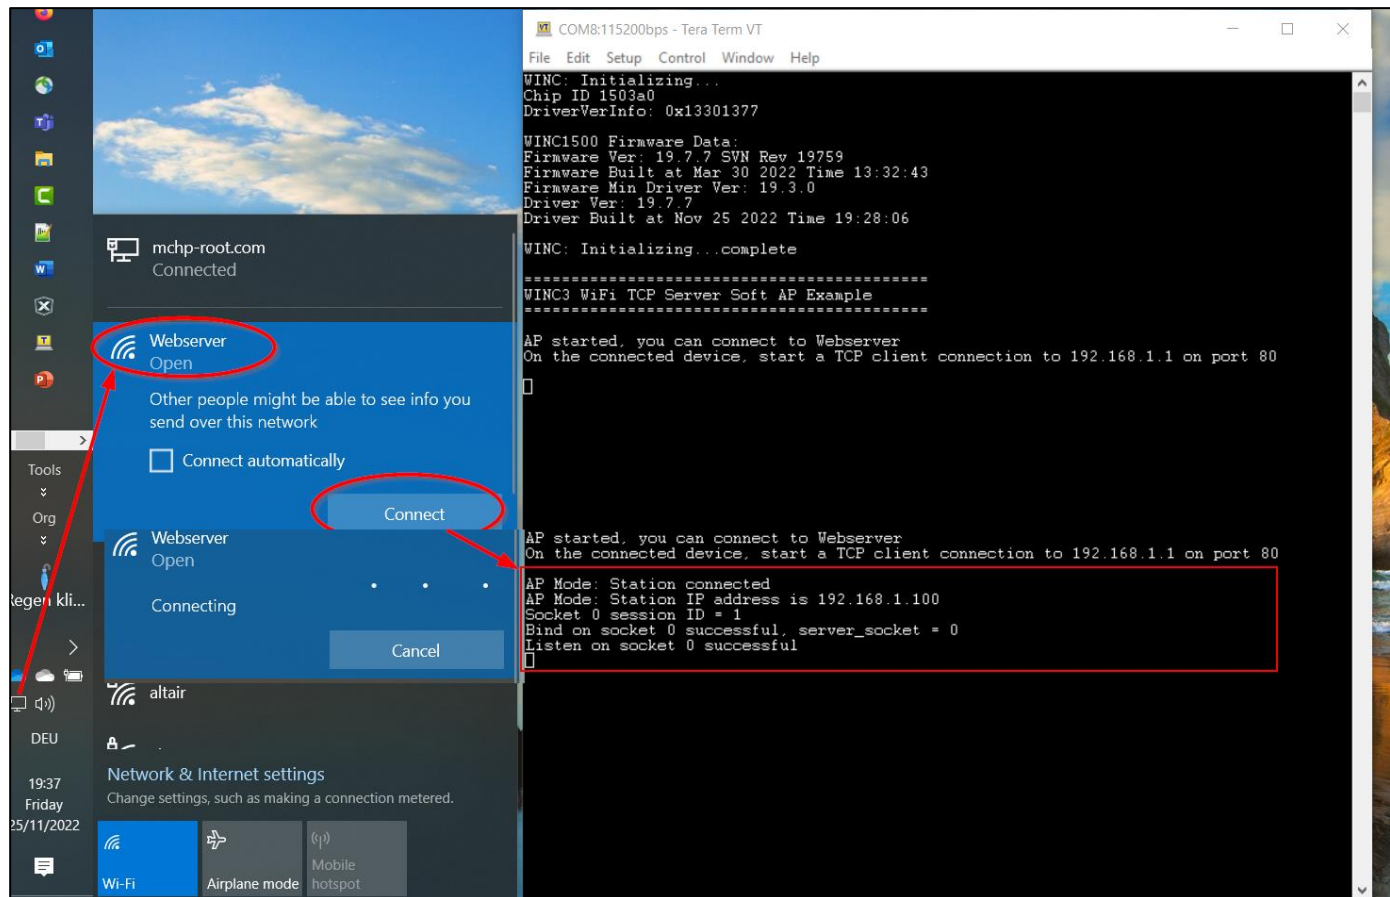 COM8:115200bps - Tera Term VT
File Edit Setup Control Window Help
WINC: Initializing...
Chip ID 1503a0
DriverVerInfo: 0x13301377
WINC1500 Firmware Data:
Firmware Ver: 19.7.7 SVN Rev 19759
Firmware Built at Mar 30 2022 Time 13:32:43
Firmware Min Driver Ver: 19.3.0
Driver Ver: 19.7.7
Driver Built at Nov 25 2022 Time 19:28:06
WINC: Initializing...complete
===========================================
WINC3 WiFi TCP Server Soft AP Example
===========================================
AP started, you can connect to Webserver
On the connected device, start a TCP client connection to 192.168.1.1 on port 80
AP started, you can connect to Webserver
On the connected device, start a TCP client connection to 192.168.1.1 on port 80
AP Mode: Station connected
AP Mode: Station IP address is 192.168.1.100
Socket 0 session ID = 1
Bind on socket 0 successful, server_socket = 0
Listen on socket 0 successful
mchp-root.com
Connected
Webserver
Open
Other people might be able to see info you
send over this network
Connect automatically
Connect
Webserver
Open
Connecting
Cancel
altair
Network & Internet settings
Change settings, such as making a connection metered.
Wi-Fi
Airplane mode
Mobile
hotspot
Tools
Org
Regen kli...
DEU
19:37
Friday
25/11/2022